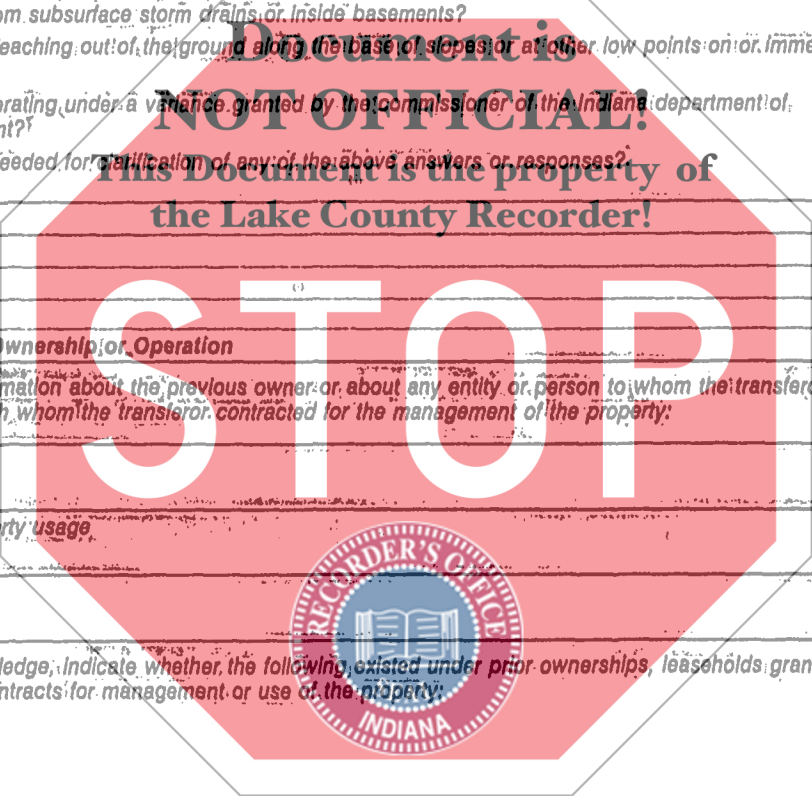 om subsurface storm drains or inside basements?
Document is
eaching out of the ground along the base of slopes or at other low points on or imme
erating under a variance granted by the commissioner of the Indiana department of
nt?
NOT OFFICIAL!
eeded for clarification of any of the above answers or responses?
This Document is the property of
the Lake County Recorder!
STOP
Ownership or Operation
mation about the previous owner or about any entity or person to whom the transfero
h whom the transferor contracted for the management of the property:
rty usage
RECORDER'S OFFICE
INDIANA
ledge, indicate whether the following existed under prior ownerships, leaseholds gran
ntracts for management or use of the property: